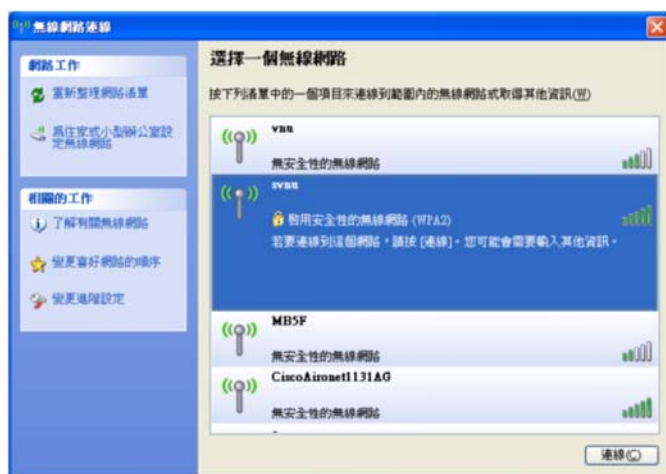 無線網路連線
網路工作
重新整理網路清單
為住家或小型辦公室設
定無線網路
相關的工作
了解有關無線網路
變更喜好網路的順序
變更進階設定
選擇一個無線網路
按下列清單中的一個項目來連線到範圍內的無線網路或取得其他資訊(W)
vnu
無安全性的無線網路
svnu
啓用安全性的無線網路 (WPA2)
若要連線到這個網路，請按 [連線]。您可能會需要輸入其他資訊。
MB5F
無安全性的無線網路
CiscoAironet1131AG
無安全性的無線網路
連線(C)